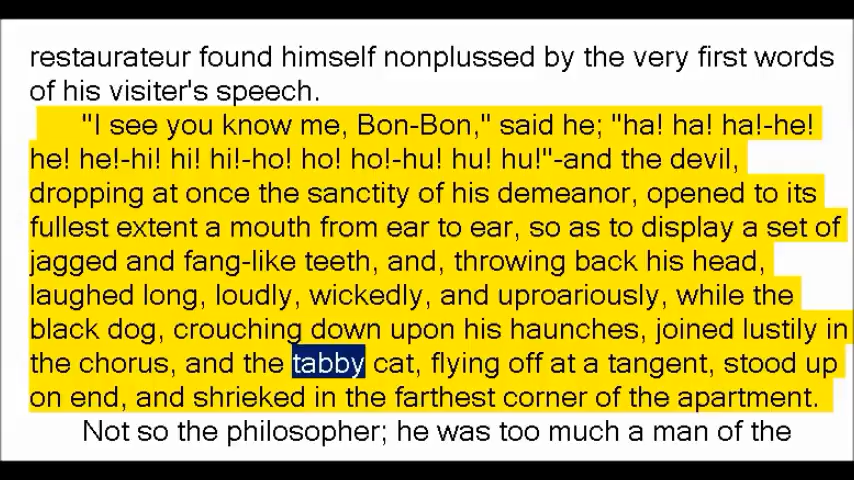 restaurateur found himself nonplussed by the very first words
of his visiter's speech.
"I see you know me, Bon-Bon," said he; "ha! ha! ha!-he!
he! he!-hi! hi! hi!-ho! ho! ho!-hu! hu! hu!"-and the devil,
dropping at once the sanctity of his demeanor, opened to its
fullest extent a mouth from ear to ear, so as to display a set of
jagged and fang-like teeth, and, throwing back his head,
laughed long, loudly, wickedly, and uproariously, while the
black dog, crouching down upon his haunches, joined lustily in
the chorus, and the tabby cat, flying off at a tangent, stood up
on end, and shrieked in the farthest corner of the apartment.
Not so the philosopher; he was too much a man of the